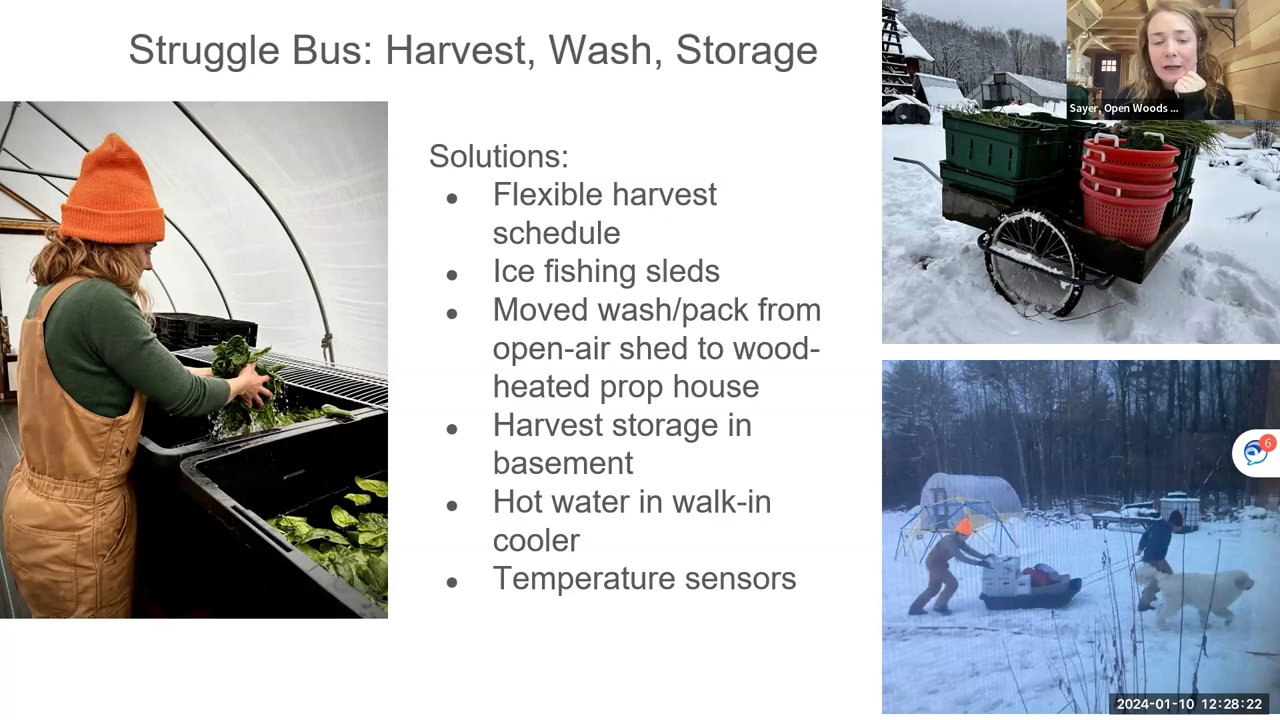 Struggle Bus: Harvest, Wash, Storage
Sayer, Open Woods ...
Solutions:
● Flexible harvest
schedule
● Ice fishing sleds
● Moved wash/pack from
open-air shed to wood-
heated prop house
● Harvest storage in
basement
● Hot water in walk-in
cooler
● Temperature sensors
6
2024-01-10 12:28:22